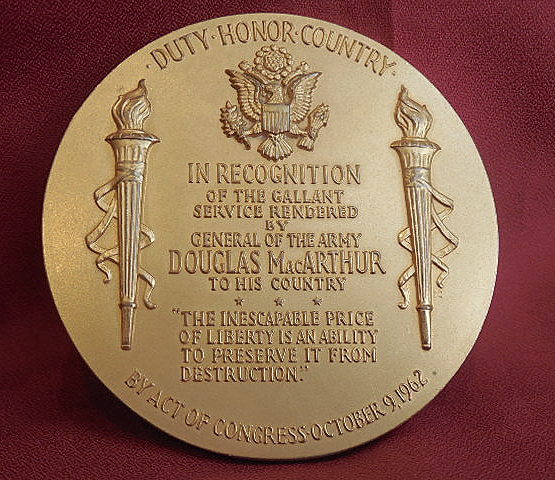 DUTY·HONOR·COUNTRY
IN RECOGNITION
OF THE GALLANT
SERVICE RENDERED
BY
GENERAL OF THE ARMY
DOUGLAS MACARTHUR
TO HIS COUNTRY
"THE INESCAPABLE PRICE
OF LIBERTY IS AN ABILITY
TO PRESERVE IT FROM
DESTRUCTION."
BY ACT OF CONGRESS·OCTOBER 9, 1962